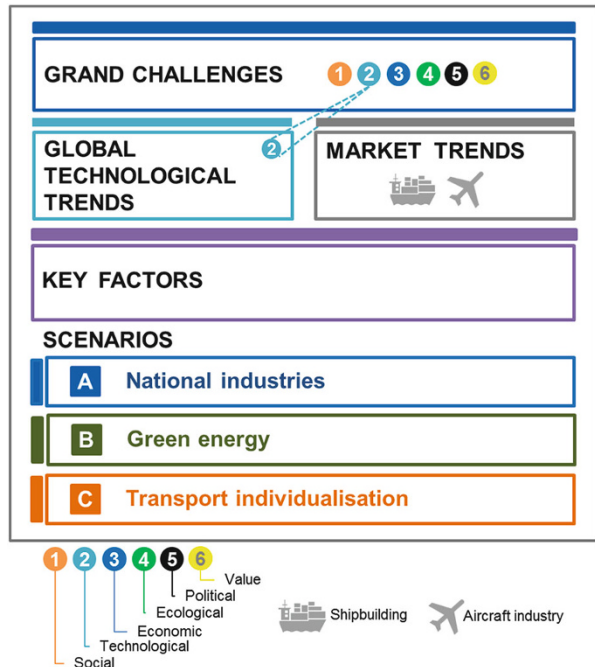 GRAND CHALLENGES 1 2 3 4 5 6
GLOBAL 2
TECHNOLOGICAL
TRENDS
MARKET TRENDS
KEY FACTORS
SCENARIOS
A National industries
B Green energy
C Transport individualisation
1 2 3 4 5 6
Value
Political
Ecological
Economic
Technological
Social
Shipbuilding
Aircraft industry